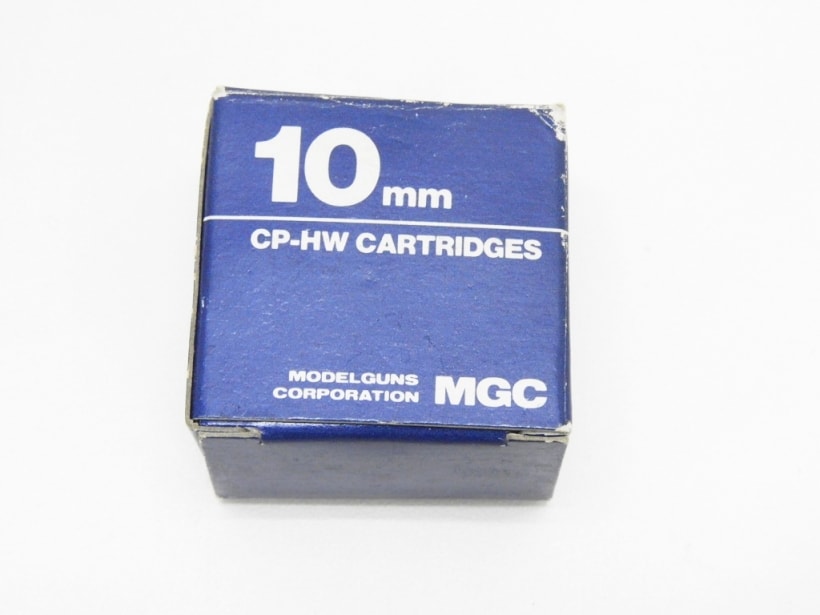 10mm
CP-HW CARTRIDGES
MODELGUNS
CORPORATION MGC